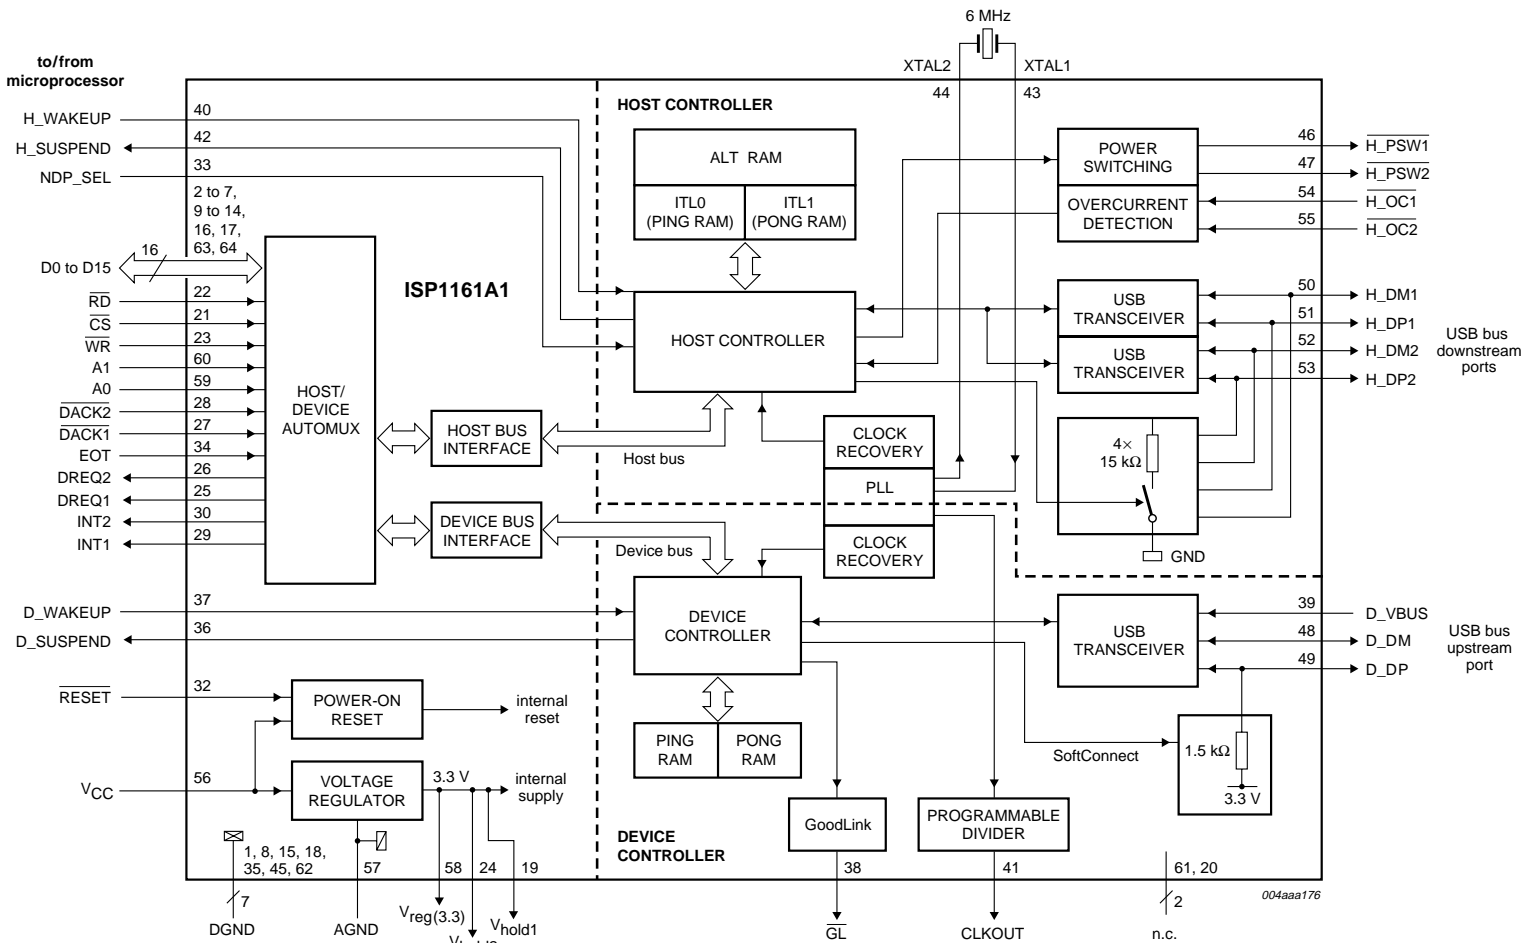 6 MHz
to/from
microprocessor
XTAL2
XTAL1
44
43
H_WAKEUP
40
H_SUSPEND
42
NDP_SEL
33
2 to 7,
9 to 14,
16, 17,
63, 64
D0 to D15
16
RD
22
CS
21
WR
23
A1
60
A0
59
DACK2
28
DACK1
27
EOT
34
DREQ2
26
DREQ1
25
INT2
30
INT1
29
HOST/
DEVICE
AUTOMUX
ISP1161A1
HOST BUS
INTERFACE
Host bus
DEVICE BUS
INTERFACE
Device bus
HOST CONTROLLER
ALT RAM
ITL0
(PING RAM)
ITL1
(PONG RAM)
HOST CONTROLLER
CLOCK
RECOVERY
PLL
CLOCK
RECOVERY
POWER
SWITCHING
OVERCURRENT
DETECTION
46
H_PSW1
47
H_PSW2
54
H_OC1
55
H_OC2
USB
TRANSCEIVER
USB
TRANSCEIVER
50
H_DM1
51
H_DP1
52
H_DM2
53
H_DP2
USB bus
downstream
ports
4×
15 kΩ
GND
D_WAKEUP
37
D_SUSPEND
36
DEVICE
CONTROLLER
USB
TRANSCEIVER
39
D_VBUS
48
D_DM
49
D_DP
USB bus
upstream
port
RESET
32
POWER-ON
RESET
internal
reset
PING
RAM
PONG
RAM
SoftConnect
1.5 kΩ
3.3 V
VCC
56
VOLTAGE
REGULATOR
3.3 V
internal
supply
GoodLink
PROGRAMMABLE
DIVIDER
DEVICE
CONTROLLER
1, 8, 15, 18,
35, 45, 62
57
58
24
19
38
41
61, 20
004aaa176
7
DGND
AGND
Vreg(3.3)
Vhold1
GL
CLKOUT
2
n.c.